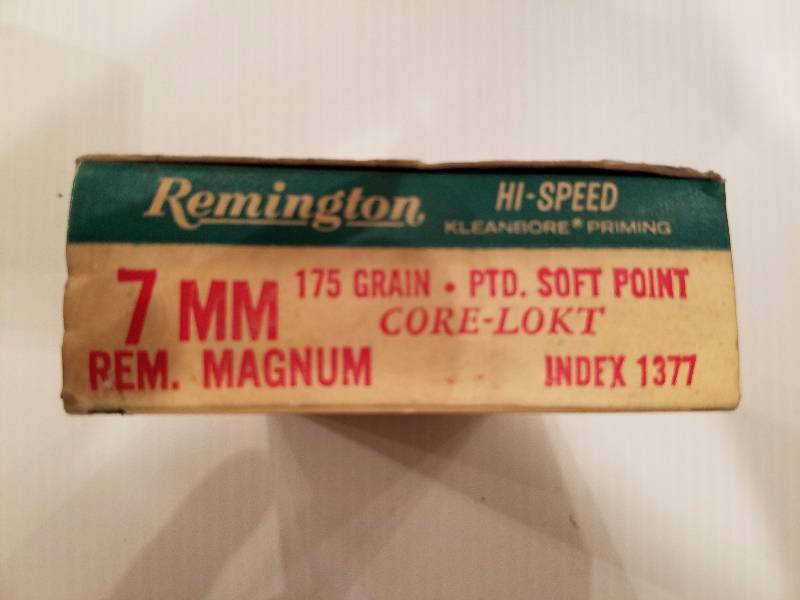 Remington HI-SPEED
KLEANBORE® PRIMING
7 MM 175 GRAIN • PTD. SOFT POINT
CORE-LOKT
REM. MAGNUM INDEX 1377